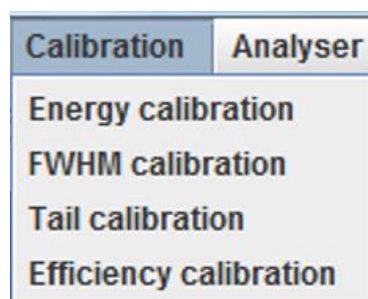 Calibration Analyser
Energy calibration
FWHM calibration
Tail calibration
Efficiency calibration